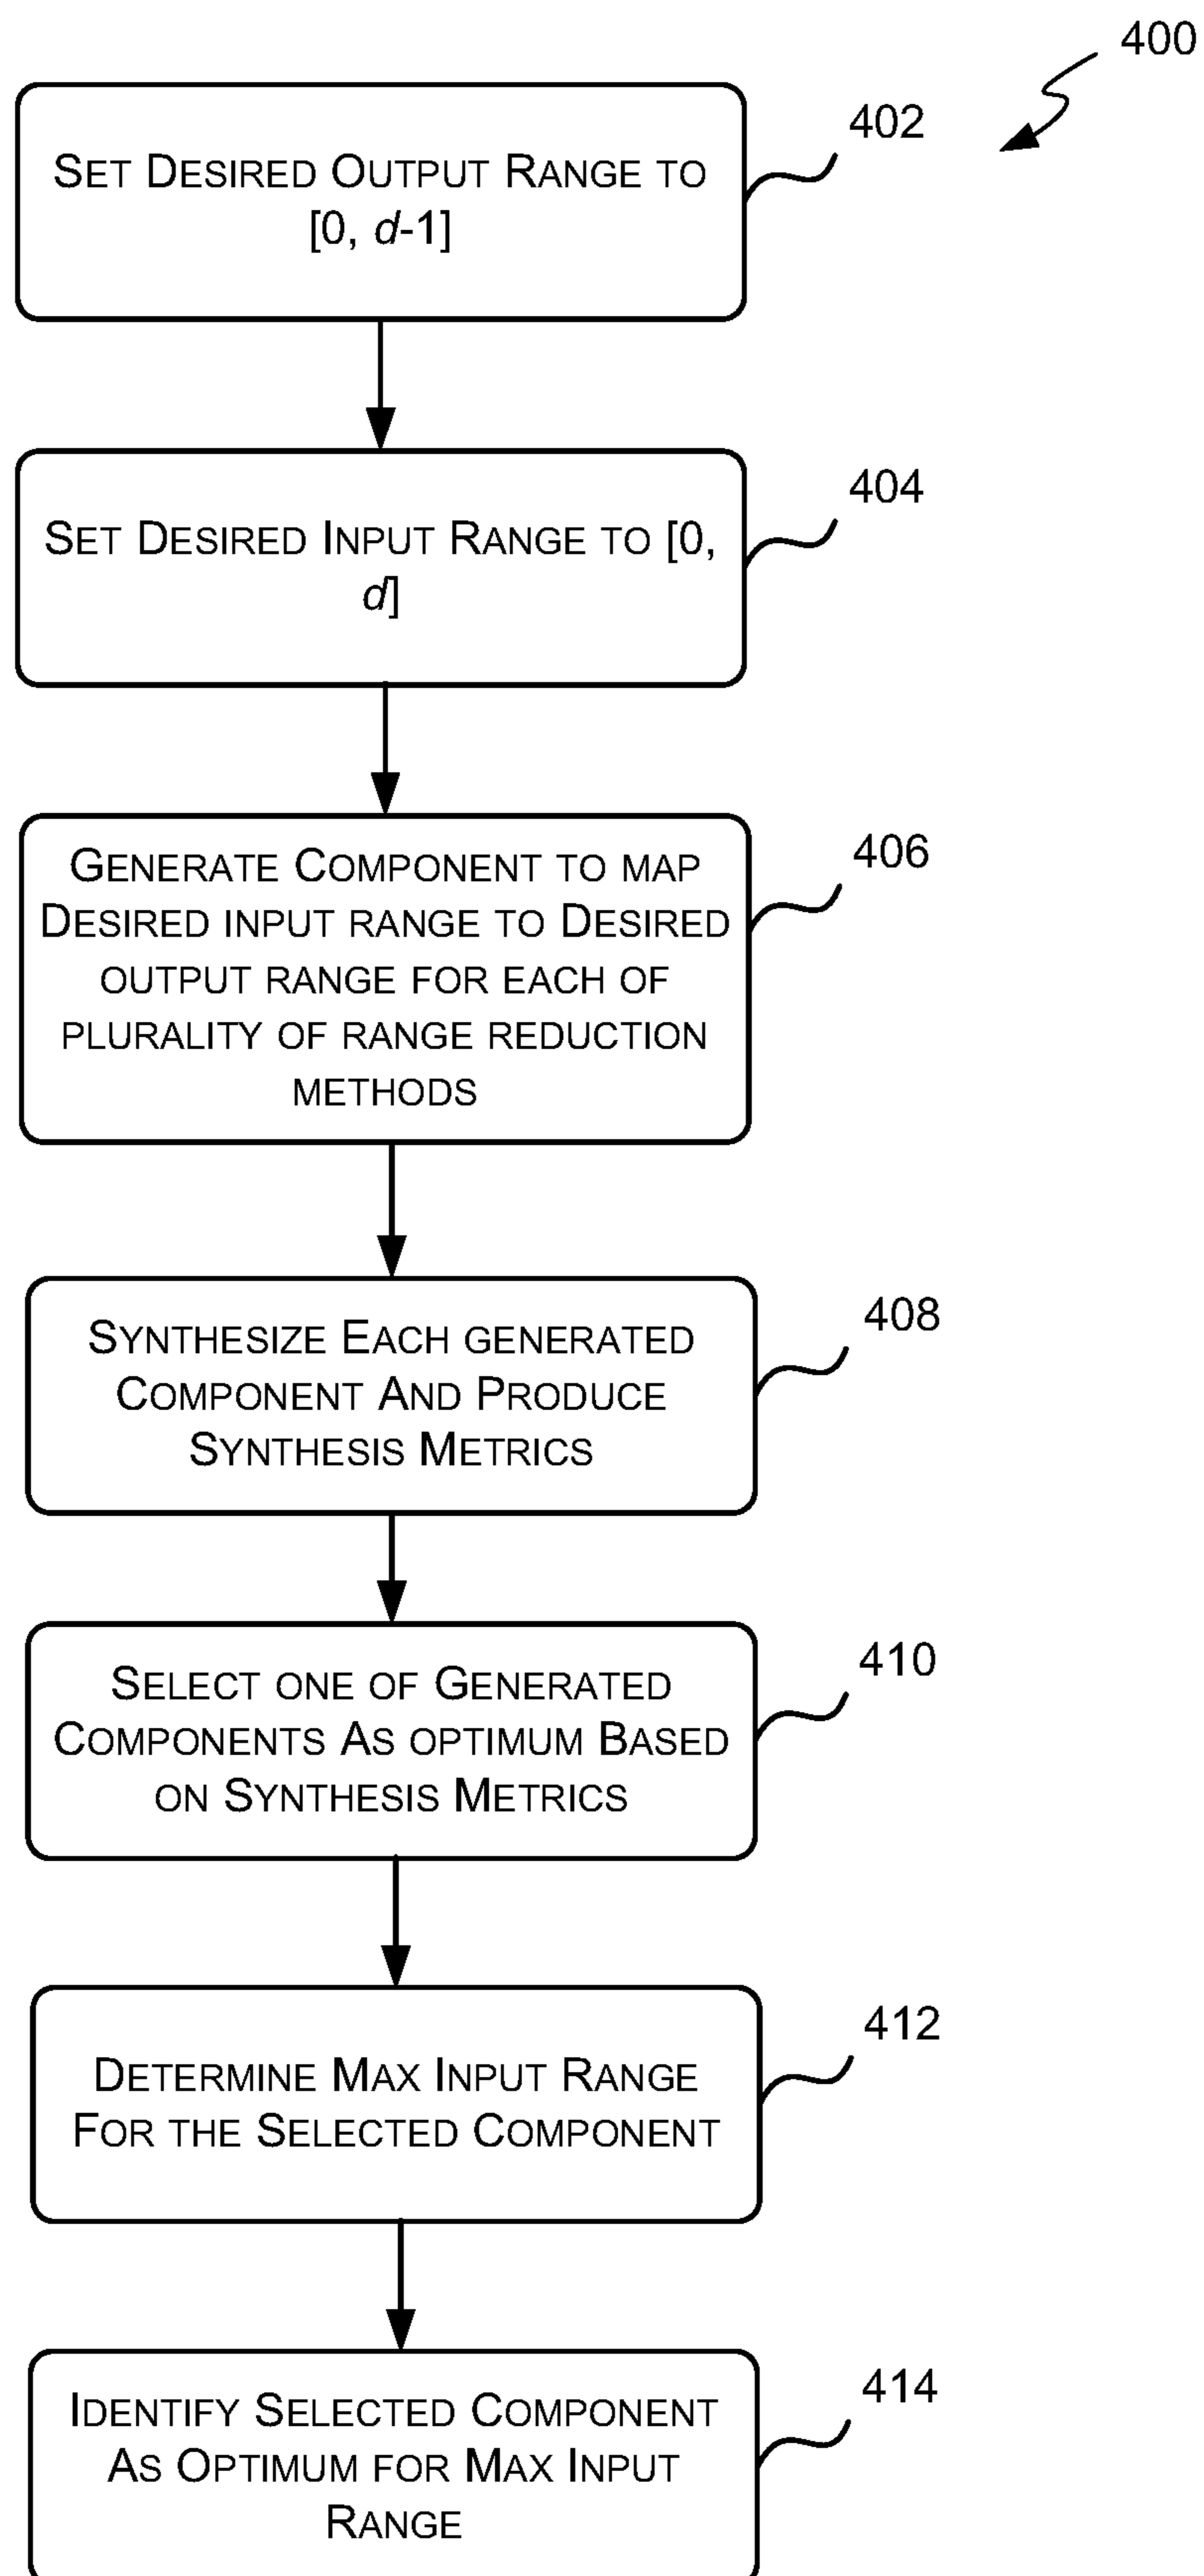 400
402
SET DESIRED OUTPUT RANGE TO
[0, d-1]
404
SET DESIRED INPUT RANGE TO [0,
d]
406
GENERATE COMPONENT TO MAP
DESIRED INPUT RANGE TO DESIRED
OUTPUT RANGE FOR EACH OF
PLURALITY OF RANGE REDUCTION
METHODS
408
SYNTHESIZE EACH GENERATED
COMPONENT AND PRODUCE
SYNTHESIS METRICS
410
SELECT ONE OF GENERATED
COMPONENTS AS OPTIMUM BASED
ON SYNTHESIS METRICS
412
DETERMINE MAX INPUT RANGE
FOR THE SELECTED COMPONENT
414
IDENTIFY SELECTED COMPONENT
AS OPTIMUM FOR MAX INPUT
RANGE